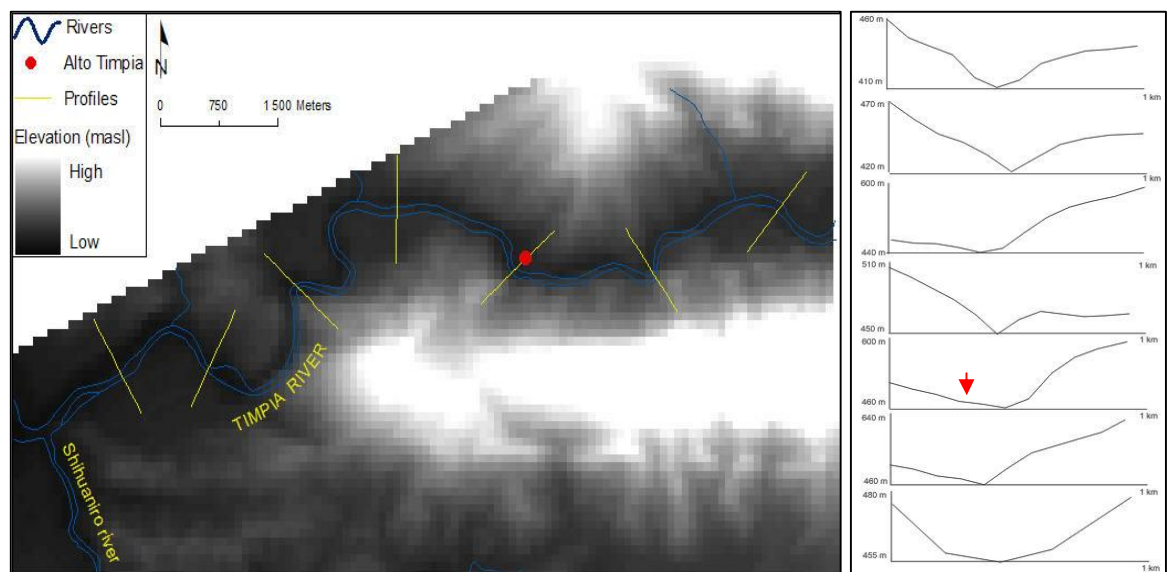 Rivers
Alto Timpia
Profiles
Elevation (masl)
High
Low
N
0 750 1 500 Meters
TIMPIA RIVER
Shihuaniro river
460 m
410 m
1 km
470 m
420 m
1 km
600 m
440 m
1 km
510 m
450 m
1 km
600 m
460 m
1 km
640 m
460 m
1 km
480 m
455 m
1 km